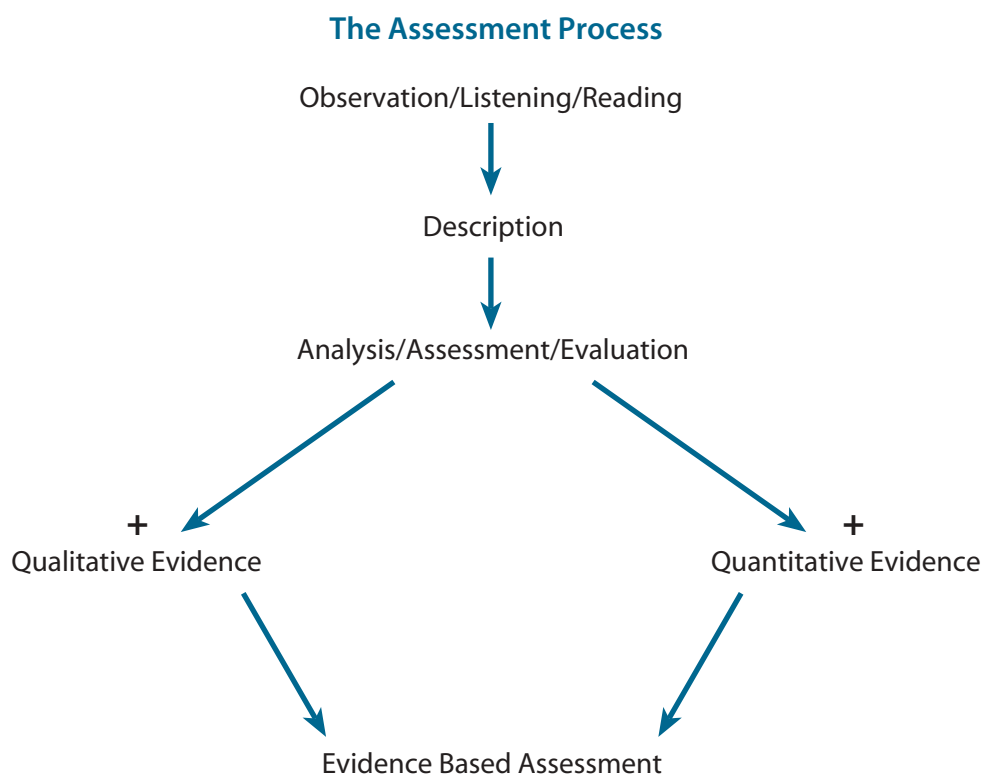 The Assessment Process
Observation/Listening/Reading
Description
Analysis/Assessment/Evaluation
+ +
Qualitative Evidence Quantitative Evidence
Evidence Based Assessment